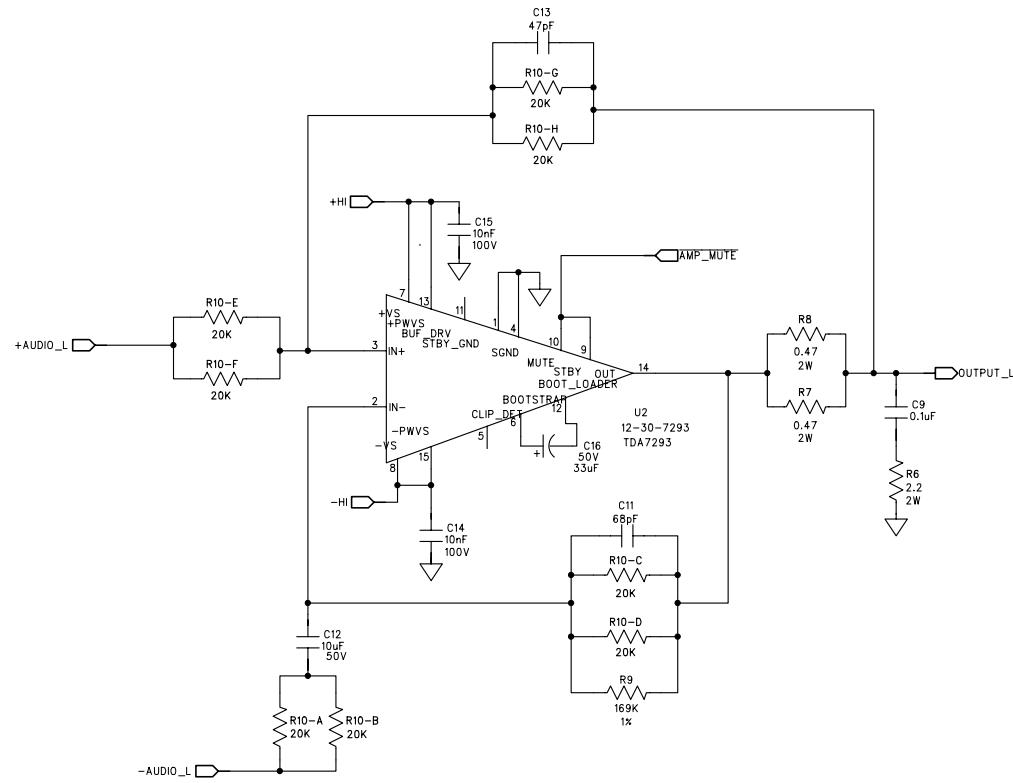 C13
47pF
R10-G
20K
R10-H
20K
+HI
C15
10nF
100V
AMP_MUTE
7
13
11
1
4
10
9
+VS
+PWVS
BUF_DRV
STBY_GND
SGND
MUTE
STBY
OUT
BOOT_LOADER
BOOTSTRAP
CLIP_DET
R10-E
20K
+AUDIO_L
R10-F
20K
3
IN+
2
IN-
-PWVS
-VS
8
15
5
6
12
14
U2
12-30-7293
TDA7293
+
C16
50V
33uF
R8
0.47
2W
R7
0.47
2W
OUTPUT_L
C9
0.1uF
R6
2.2
2W
-HI
C14
10nF
100V
C11
68pF
R10-C
20K
R10-D
20K
R9
169K
1%
C12
10uF
50V
R10-A
20K
R10-B
20K
-AUDIO_L